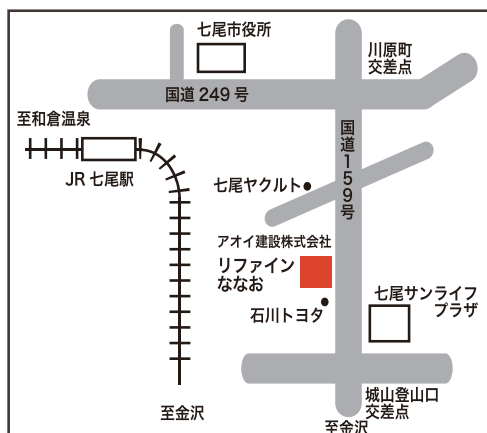 七尾市役所
川原町
交差点
国道249号
至和倉温泉
JR七尾駅
国道159号
七尾ヤクルト
アオイ建設株式会社
リファイン
ななお
石川トヨタ
七尾サンライフ
プラザ
城山登山口
交差点
至金沢
至金沢